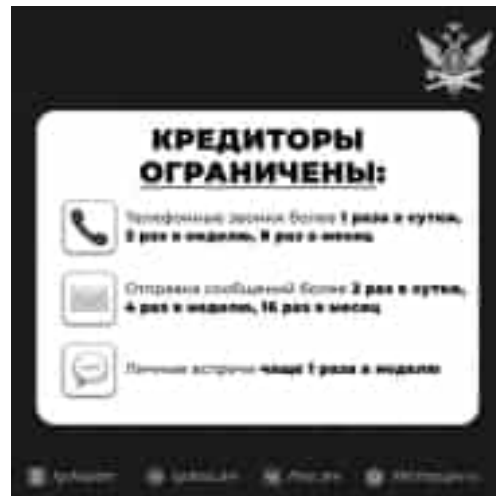 КРЕДИТОРЫ
ОГРАНИЧЕНЫ:
Телефонные звонки более 1 раза в сутки,
2 раз в неделю, 8 раз в месяц
Отправка сообщений более 2 раз в сутки,
4 раз в неделю, 16 раз в месяц
Личные встречи чаще 1 раза в неделю